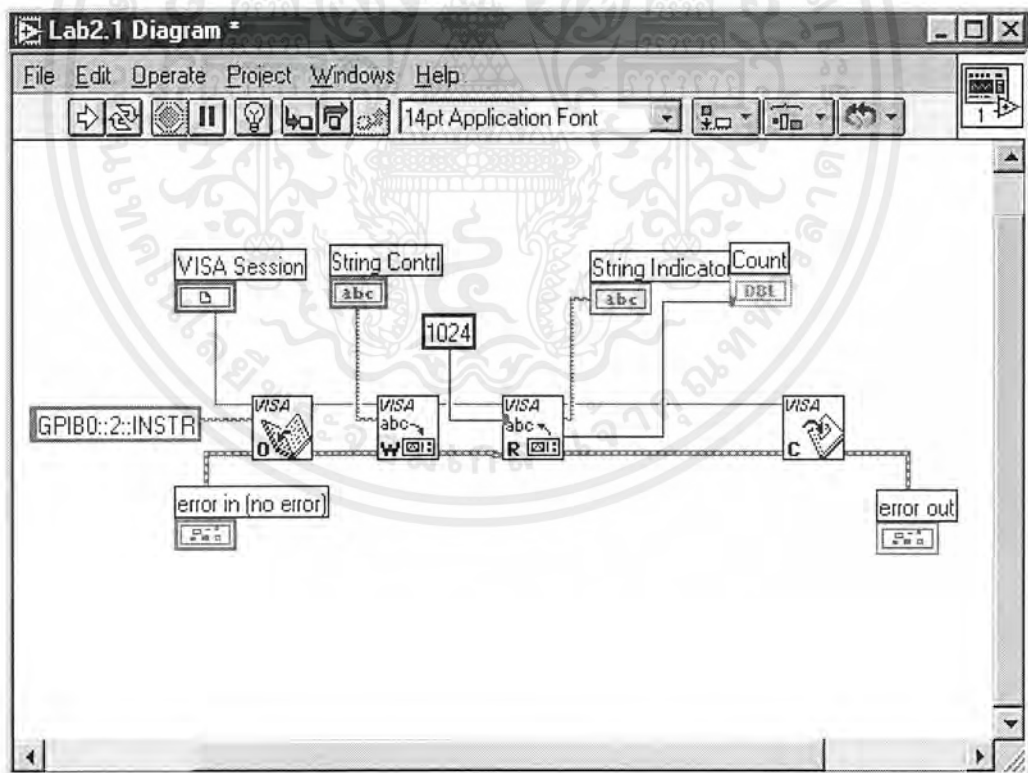 Lab2.1 Diagram *
File Edit Operate Project Windows Help
14pt Application Font
1
VISA Session
String Contrl
String Indicator
Count
abc
abc
DBL
1024
GPIB0::2::INSTR
VISA
O
VISA
abc
W
VISA
abc
R
VISA
C
error in (no error)
error out